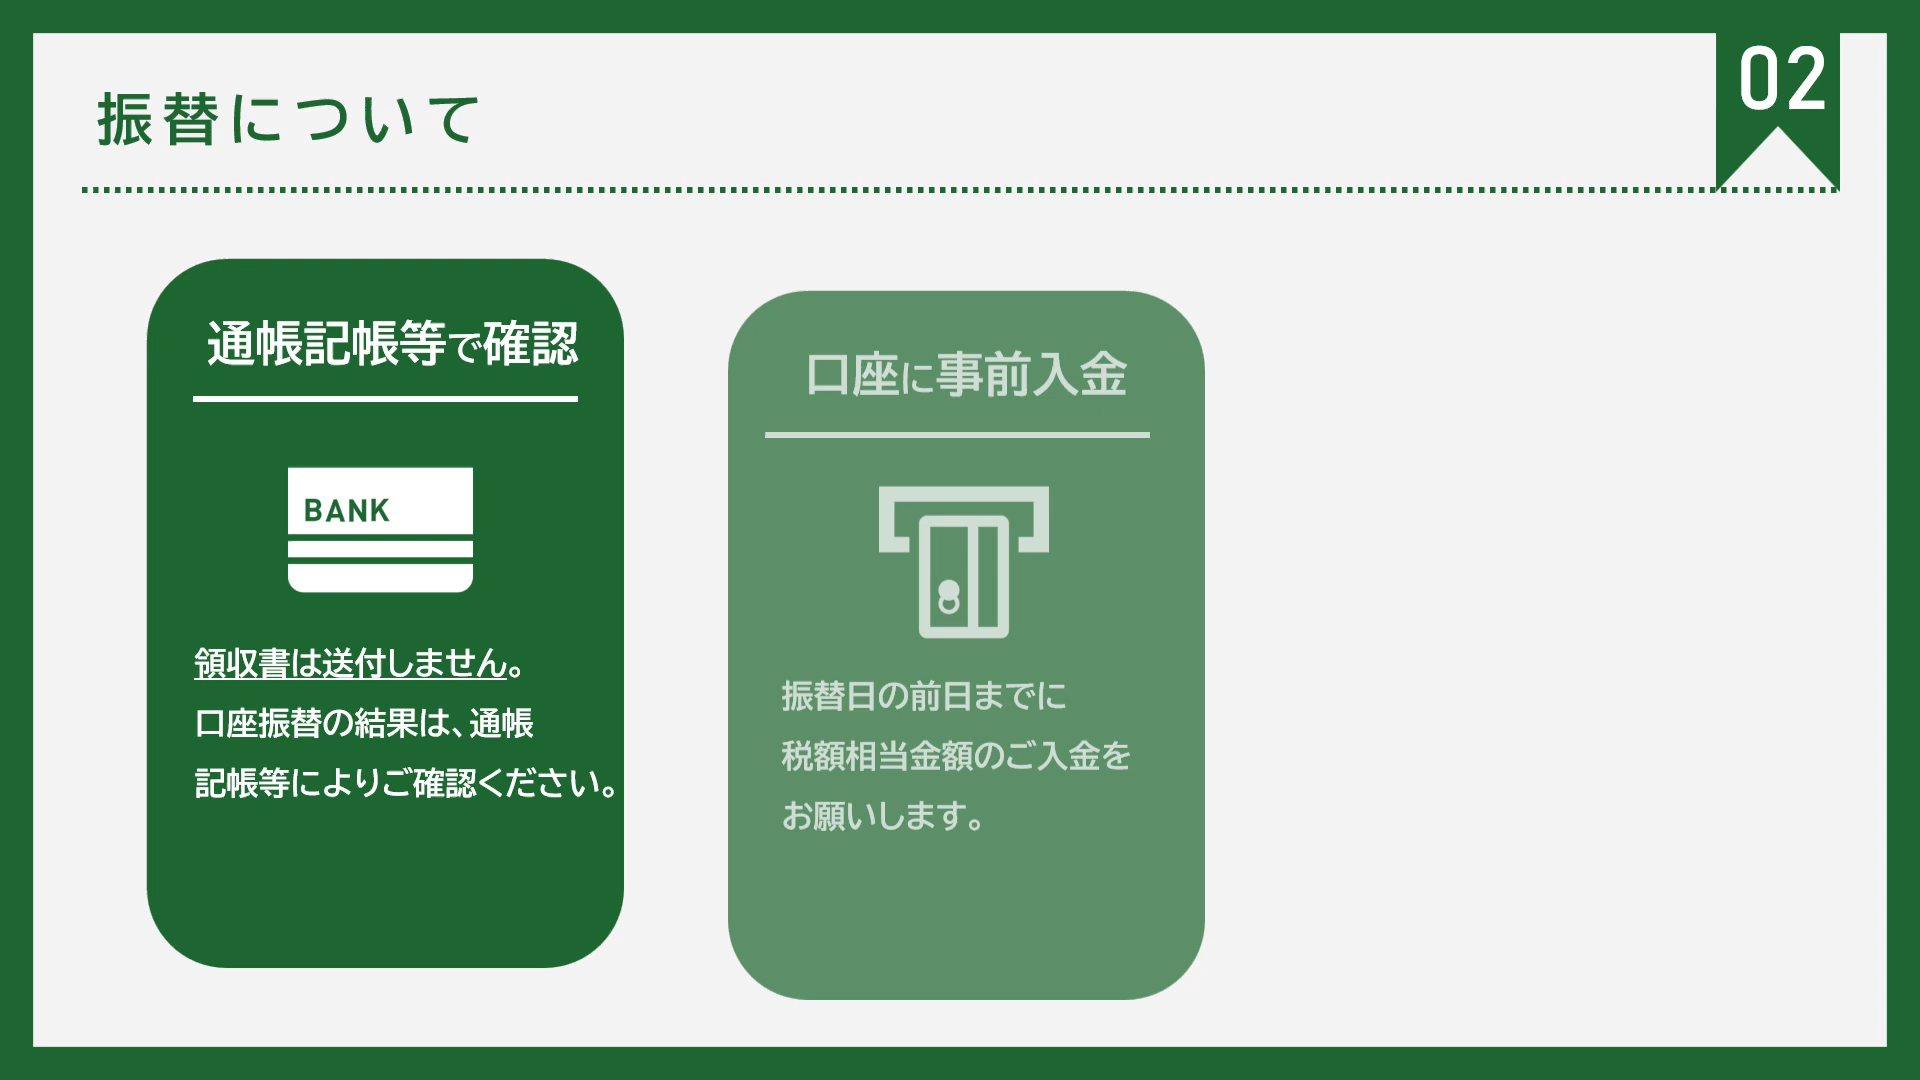 振替について
02
通帳記帳等で確認
BANK
領収書は送付しません。
口座振替の結果は、通帳
記帳等によりご確認ください。
口座に事前入金
振替日の前日までに
税額相当金額のご入金を
お願いします。